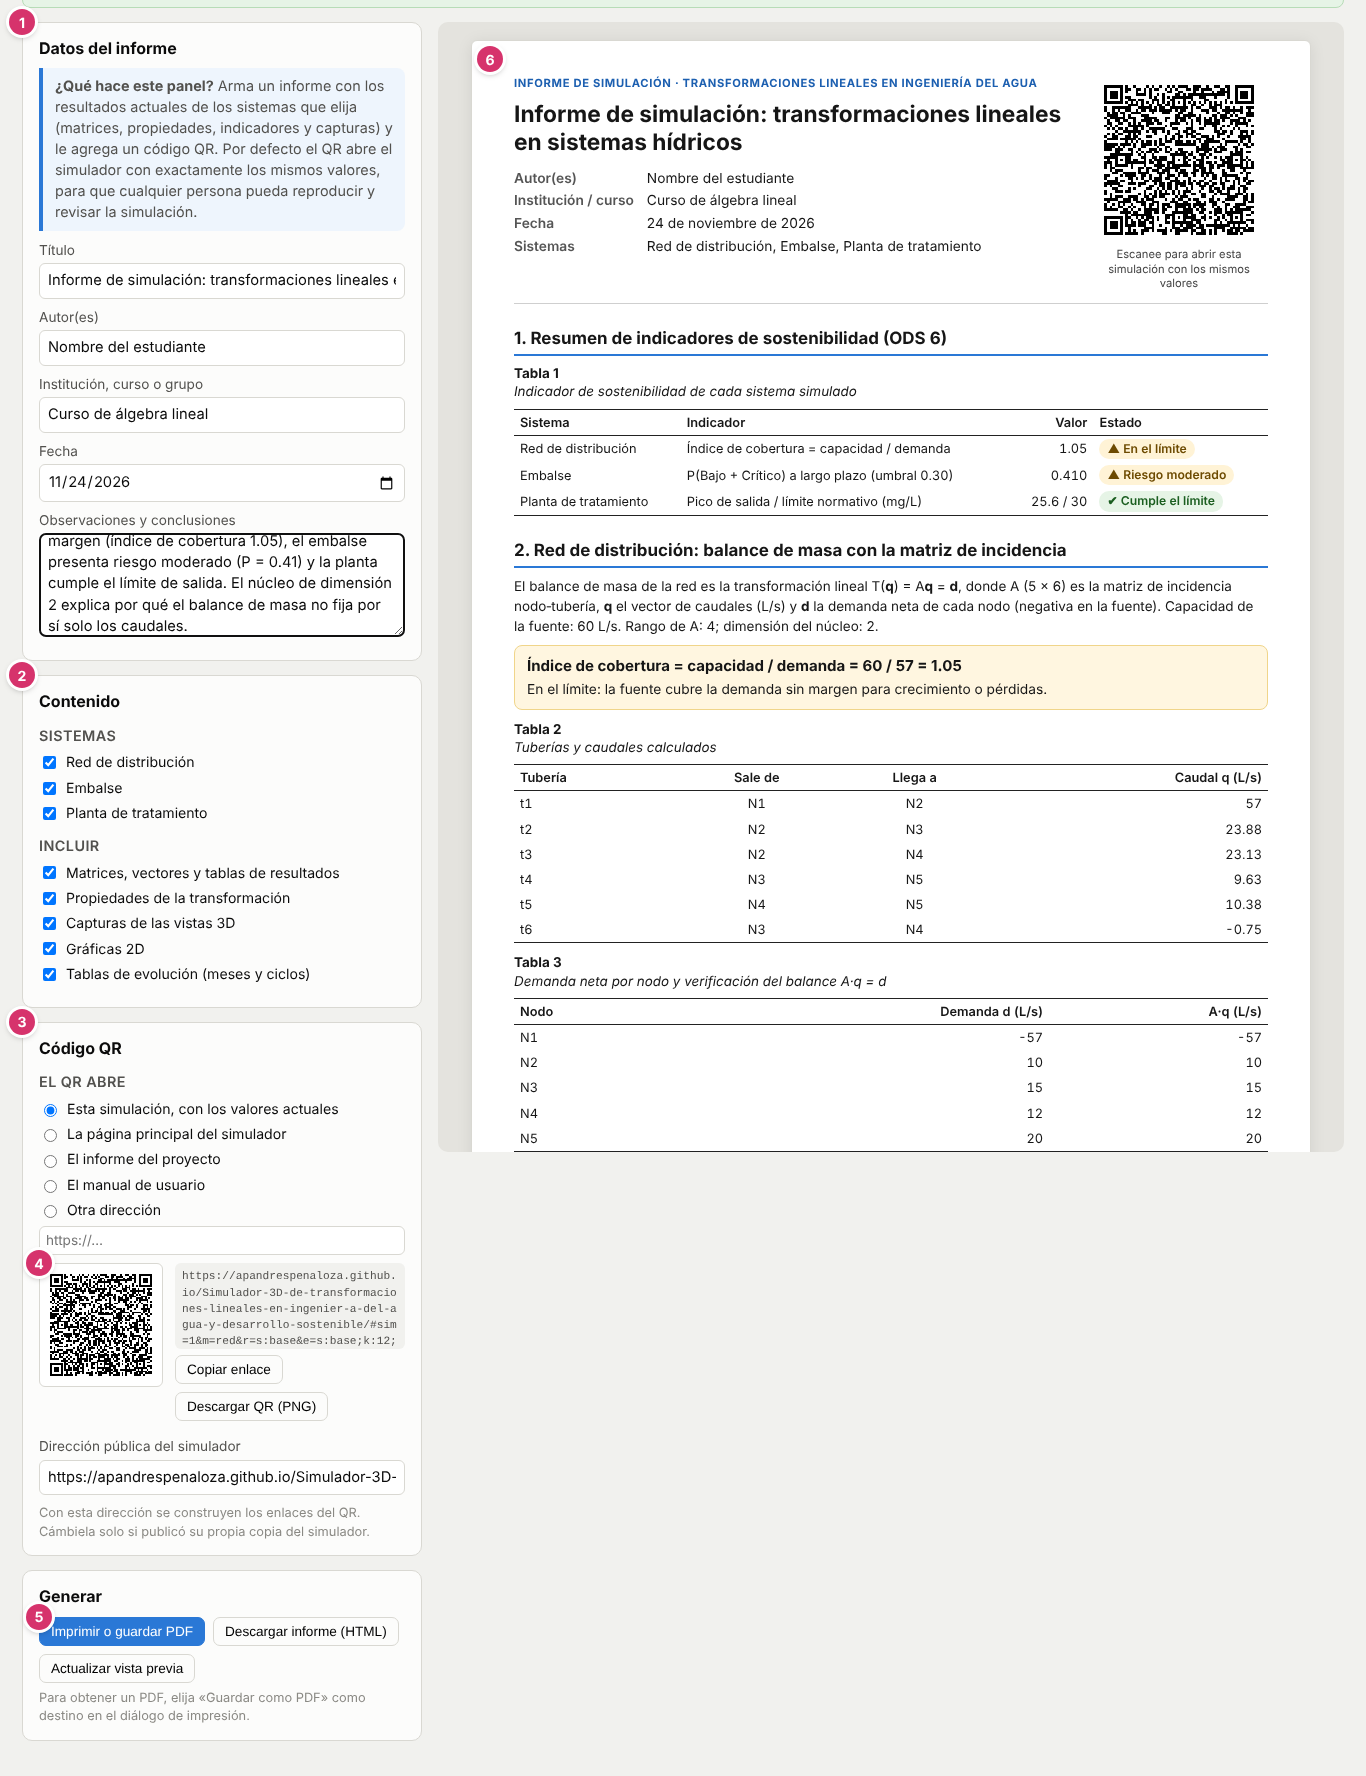 1
Datos del informe
¿Qué hace este panel? Arma un informe con los
resultados actuales de los sistemas que elija
(matrices, propiedades, indicadores y capturas) y
le agrega un código QR. Por defecto el QR abre el
simulador con exactamente los mismos valores,
para que cualquier persona pueda reproducir y
revisar la simulación.
Título
Informe de simulación: transformaciones lineales e
Autor(es)
Nombre del estudiante
Institución, curso o grupo
Curso de álgebra lineal
Fecha
11/24/2026
Observaciones y conclusiones
margen (índice de cobertura 1.05), el embalse
presenta riesgo moderado (P = 0.41) y la planta
cumple el límite de salida. El núcleo de dimensión
2 explica por qué el balance de masa no fija por
sí solo los caudales.
2
Contenido
SISTEMAS
Red de distribución
Embalse
Planta de tratamiento
INCLUIR
Matrices, vectores y tablas de resultados
Propiedades de la transformación
Capturas de las vistas 3D
Gráficas 2D
Tablas de evolución (meses y ciclos)
3
Código QR
EL QR ABRE
Esta simulación, con los valores actuales
La página principal del simulador
El informe del proyecto
El manual de usuario
Otra dirección
https://...
4
https://apandrespenaloza.github.
io/Simulador-3D-de-transformacio
nes-lineales-en-ingenier-a-del-a
gua-y-desarrollo-sostenible/#sim
=1&m=red&r=s:base&e=s:base;k:12;
Copiar enlace
Descargar QR (PNG)
Dirección pública del simulador
https://apandrespenaloza.github.io/Simulador-3D-
Con esta dirección se construyen los enlaces del QR.
Cámbiela solo si publicó su propia copia del simulador.
Generar
5
Imprimir o guardar PDF Descargar informe (HTML)
Actualizar vista previa
Para obtener un PDF, elija «Guardar como PDF» como
destino en el diálogo de impresión.
6
INFORME DE SIMULACIÓN · TRANSFORMACIONES LINEALES EN INGENIERÍA DEL AGUA
Informe de simulación: transformaciones lineales
en sistemas hídricos
Autor(es) Nombre del estudiante
Institución / curso Curso de álgebra lineal
Fecha 24 de noviembre de 2026
Sistemas Red de distribución, Embalse, Planta de tratamiento
Escanee para abrir esta
simulación con los mismos
valores
1. Resumen de indicadores de sostenibilidad (ODS 6)
Tabla 1
Indicador de sostenibilidad de cada sistema simulado
Sistema Indicador Valor Estado
Red de distribución Índice de cobertura = capacidad / demanda 1.05 ▲ En el límite
Embalse P(Bajo + Crítico) a largo plazo (umbral 0.30) 0.410 ▲ Riesgo moderado
Planta de tratamiento Pico de salida / límite normativo (mg/L) 25.6 / 30 ✔ Cumple el límite
2. Red de distribución: balance de masa con la matriz de incidencia
El balance de masa de la red es la transformación lineal T(q) = Aq = d, donde A (5 × 6) es la matriz de incidencia
nodo-tubería, q el vector de caudales (L/s) y d la demanda neta de cada nodo (negativa en la fuente). Capacidad de
la fuente: 60 L/s. Rango de A: 4; dimensión del núcleo: 2.
Índice de cobertura = capacidad / demanda = 60 / 57 = 1.05
En el límite: la fuente cubre la demanda sin margen para crecimiento o pérdidas.
Tabla 2
Tuberías y caudales calculados
Tubería Sale de Llega a Caudal q (L/s)
t1 N1 N2 57
t2 N2 N3 23.88
t3 N2 N4 23.13
t4 N3 N5 9.63
t5 N4 N5 10.38
t6 N3 N4 -0.75
Tabla 3
Demanda neta por nodo y verificación del balance A·q = d
Nodo Demanda d (L/s) A·q (L/s)
N1 -57 -57
N2 10 10
N3 15 15
N4 12 12
N5 20 20